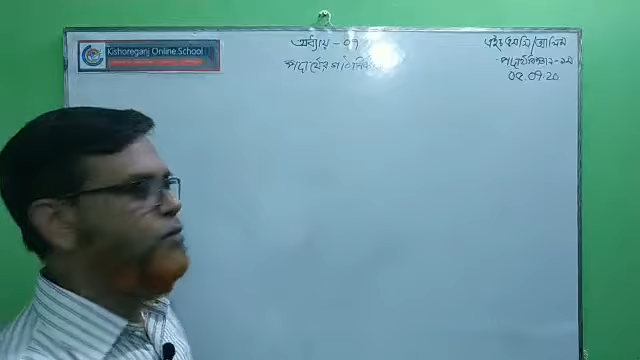 Kishoreganj Online School
অধ্যায় - ০৭
পদার্থের গাঠনিক
এইচ এস সি/আলিম
পদার্থবিজ্ঞান-১ম
০২.০৭.২০